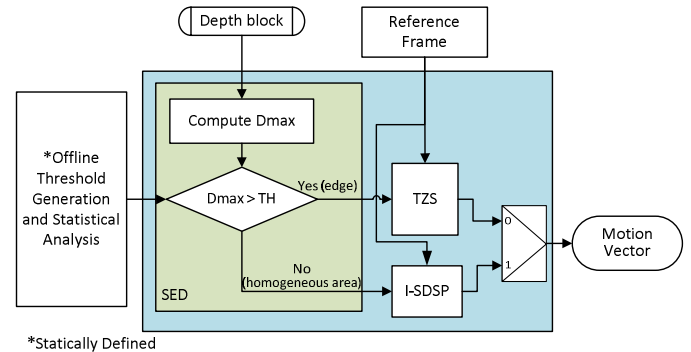 Depth block
Reference
Frame
Compute Dmax
*Offline
Threshold
Generation
and Statistical
Analysis
Dmax > TH
Yes (edge)
TZS
0
Motion
Vector
1
No
(homogeneous area)
I-SDSP
SED
*Statically Defined